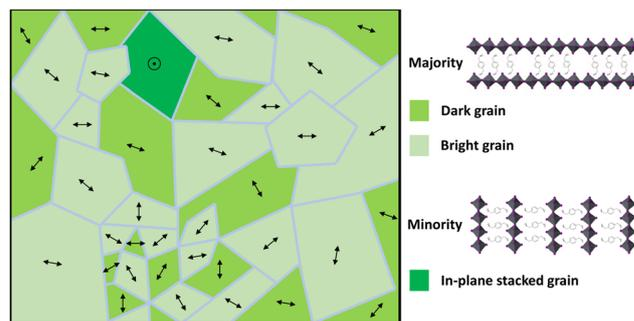 Majority
Dark grain
Bright grain
Minority
In-plane stacked grain